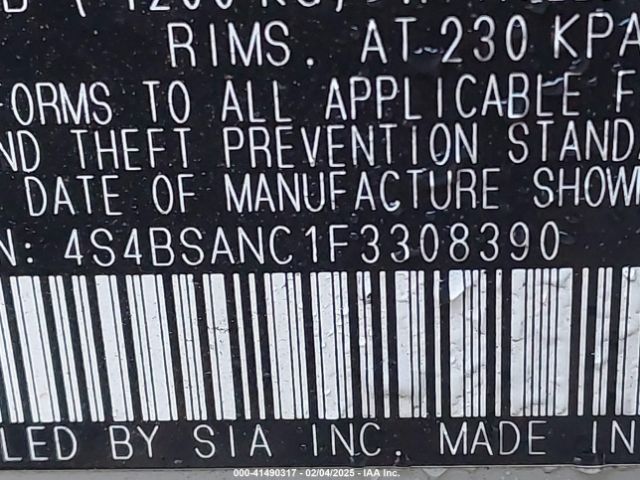 RIMS. AT 230 KPA
ORMS TO ALL APPLICABLE F
ND THEFT PREVENTION STANDA
DATE OF MANUFACTURE SHOW
N: 4S4BSANC1F3308390
LED BY SIA INC. MADE IN
000-41490317 - 02/04/2025 - IAA Inc.